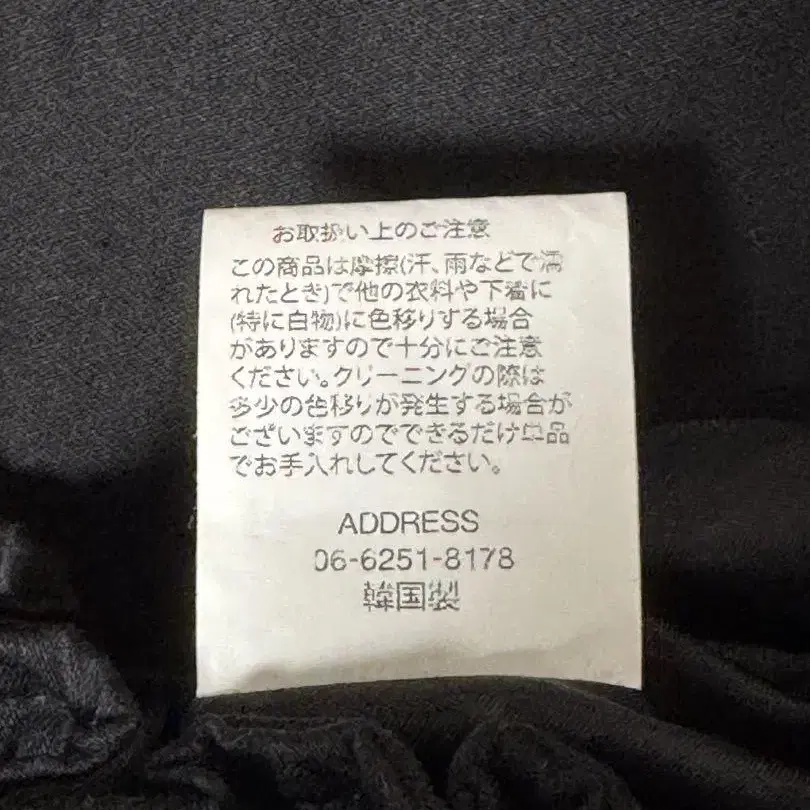 お取扱い上のご注意
この商品は摩擦(汗、雨などで濡
れたとき)で他の衣料や下着に
(特に白物)に色移りする場合
がありますので十分にご注意
ください。クリーニングの際は
多少の色移りが発生する場合が
ございますのでできるだけ単品
でお手入れしてください。
ADDRESS
06-6251-8178
韓国製